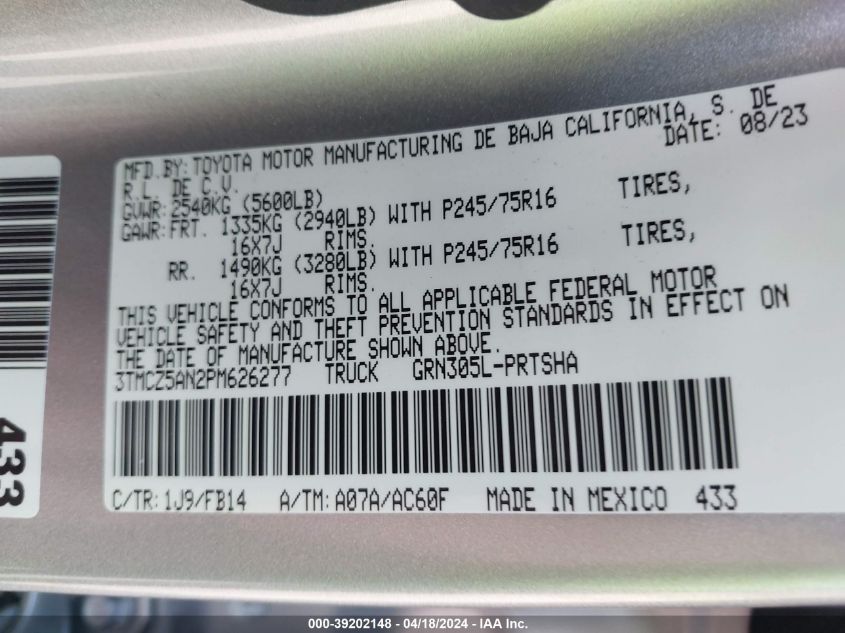 MFD.BY: TOYOTA MOTOR MANUFACTURING DE BAJA CALIFORNIA, S. DE
R.L. DE C.V. DATE: 08/23
GVWR: 2540KG (5600LB)
GAWR: FRT. 1335KG (2940LB) WITH P245/75R16 TIRES,
16X7J RIMS.
RR. 1490KG (3280LB) WITH P245/75R16 TIRES,
16X7J RIMS.
THIS VEHICLE CONFORMS TO ALL APPLICABLE FEDERAL MOTOR
VEHICLE SAFETY AND THEFT PREVENTION STANDARDS IN EFFECT ON
THE DATE OF MANUFACTURE SHOWN ABOVE.
3TMCZ5AN2PM626277 TRUCK GRN305L-PRTSHA
C/TR: 1J9/FB14 A/TM: A07A/AC60F MADE IN MEXICO 433
433
000-39202148 - 04/18/2024 - IAA Inc.